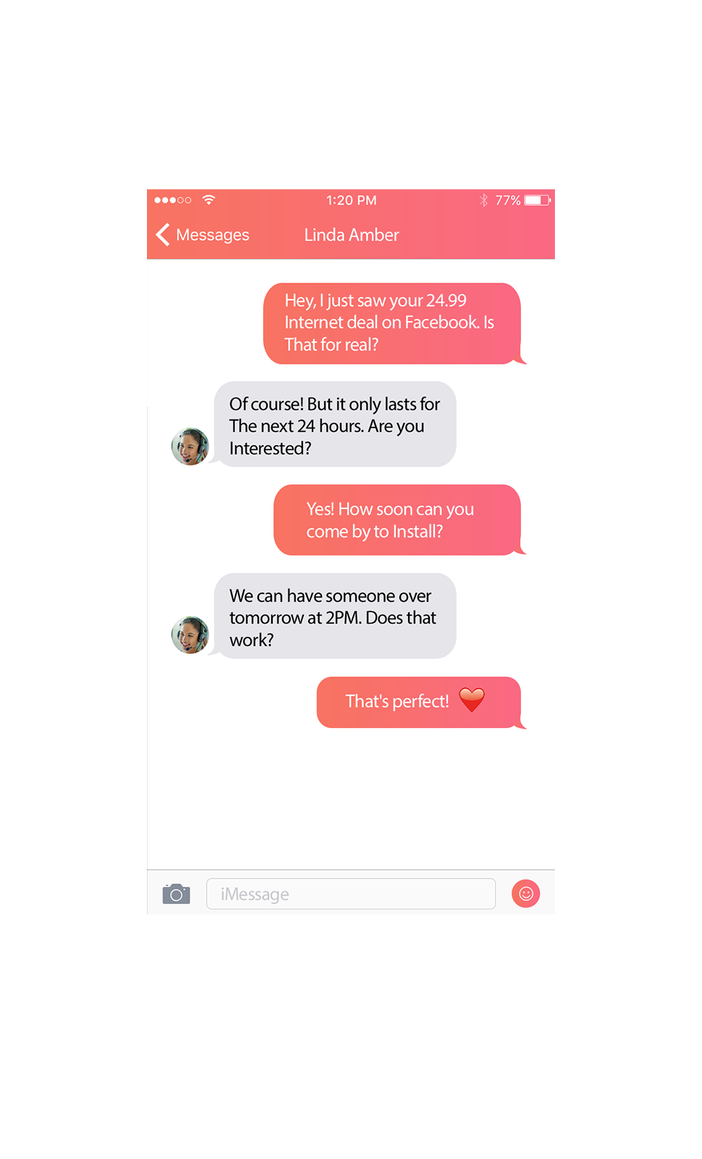 1:20 PM 77%
Messages Linda Amber
Hey, I just saw your 24.99
Internet deal on Facebook. Is
That for real?
Of course! But it only lasts for
The next 24 hours. Are you
Interested?
Yes! How soon can you
come by to Install?
We can have someone over
tomorrow at 2PM. Does that
work?
That's perfect!
iMessage